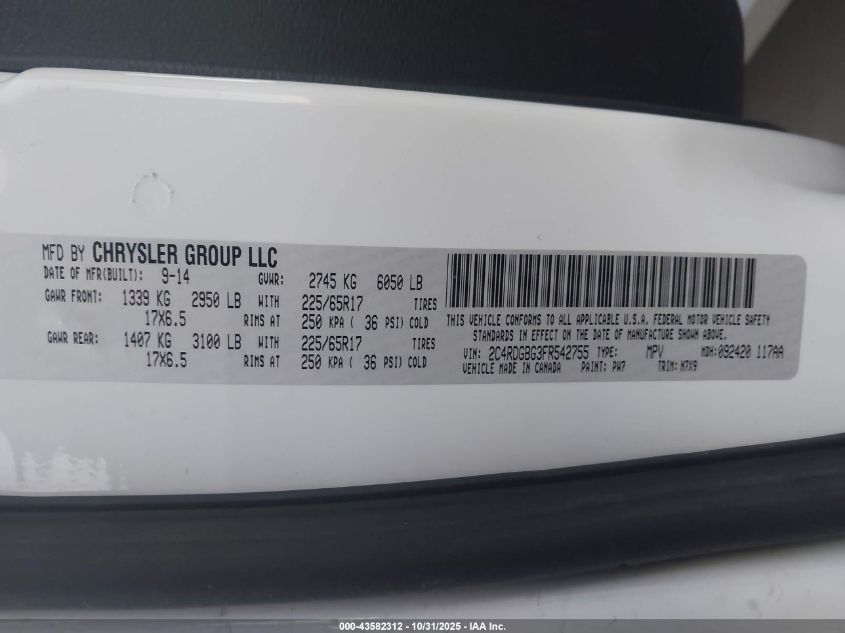 MFD BY CHRYSLER GROUP LLC
DATE OF MFR(BUILT): 9-14 GVWR: 2745 KG 6050 LB
GAWR FRONT: 1339 KG 2950 LB WITH 225/65R17 TIRES
17X6.5 RIMS AT 250 KPA ( 36 PSI) COLD
GAWR REAR: 1407 KG 3100 LB WITH 225/65R17 TIRES
17X6.5 RIMS AT 250 KPA ( 36 PSI) COLD
THIS VEHICLE CONFORMS TO ALL APPLICABLE U.S.A. FEDERAL MOTOR VEHICLE SAFETY
STANDARDS IN EFFECT ON THE DATE OF MANUFACTURE SHOWN ABOVE.
VIN: 2C4RDGBG3FR542755 TYPE: MPV MDH:092420 117AA
VEHICLE MADE IN CANADA PAINT: PW7 TRIM: M7X9
000-43582312 - 10/31/2025 - IAA Inc.